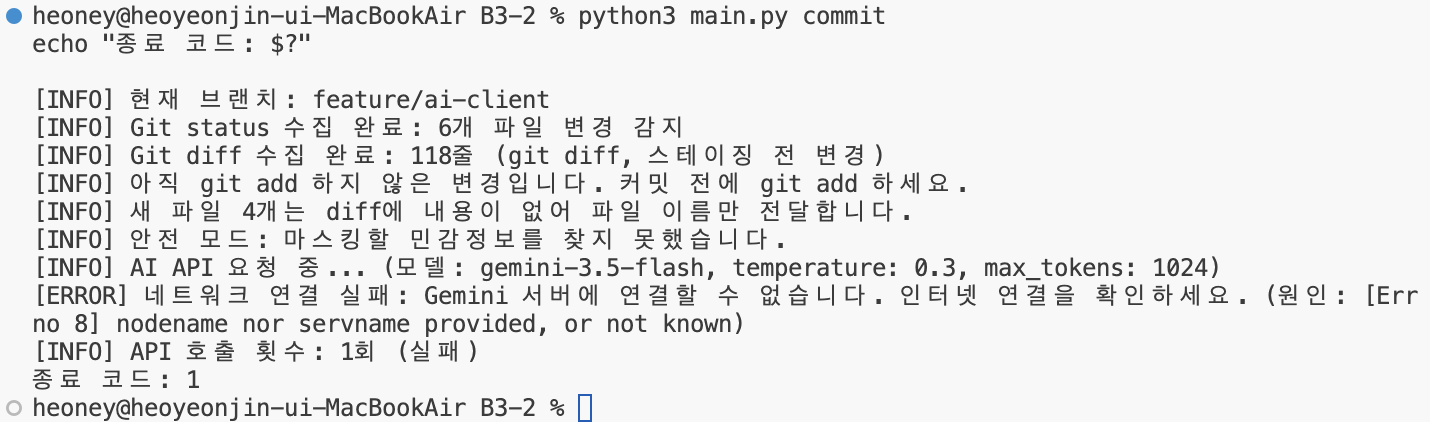 heoney@heoyeonjin-ui-MacBookAir B3-2 % python3 main.py commit
echo "종료 코드: $?"
[INFO] 현재 브랜치: feature/ai-client
[INFO] Git status 수집 완료: 6개 파일 변경 감지
[INFO] Git diff 수집 완료: 118줄 (git diff, 스테이징 전 변경)
[INFO] 아직 git add 하지 않은 변경입니다. 커밋 전에 git add 하세요.
[INFO] 새 파일 4개는 diff에 내용이 없어 파일 이름만 전달합니다.
[INFO] 안전 모드: 마스킹할 민감정보를 찾지 못했습니다.
[INFO] AI API 요청 중... (모델: gemini-3.5-flash, temperature: 0.3, max_tokens: 1024)
[ERROR] 네트워크 연결 실패: Gemini 서버에 연결할 수 없습니다. 인터넷 연결을 확인하세요. (원인: [Err
no 8] nodename nor servname provided, or not known)
[INFO] API 호출 횟수: 1회 (실패)
종료 코드: 1
heoney@heoyeonjin-ui-MacBookAir B3-2 %